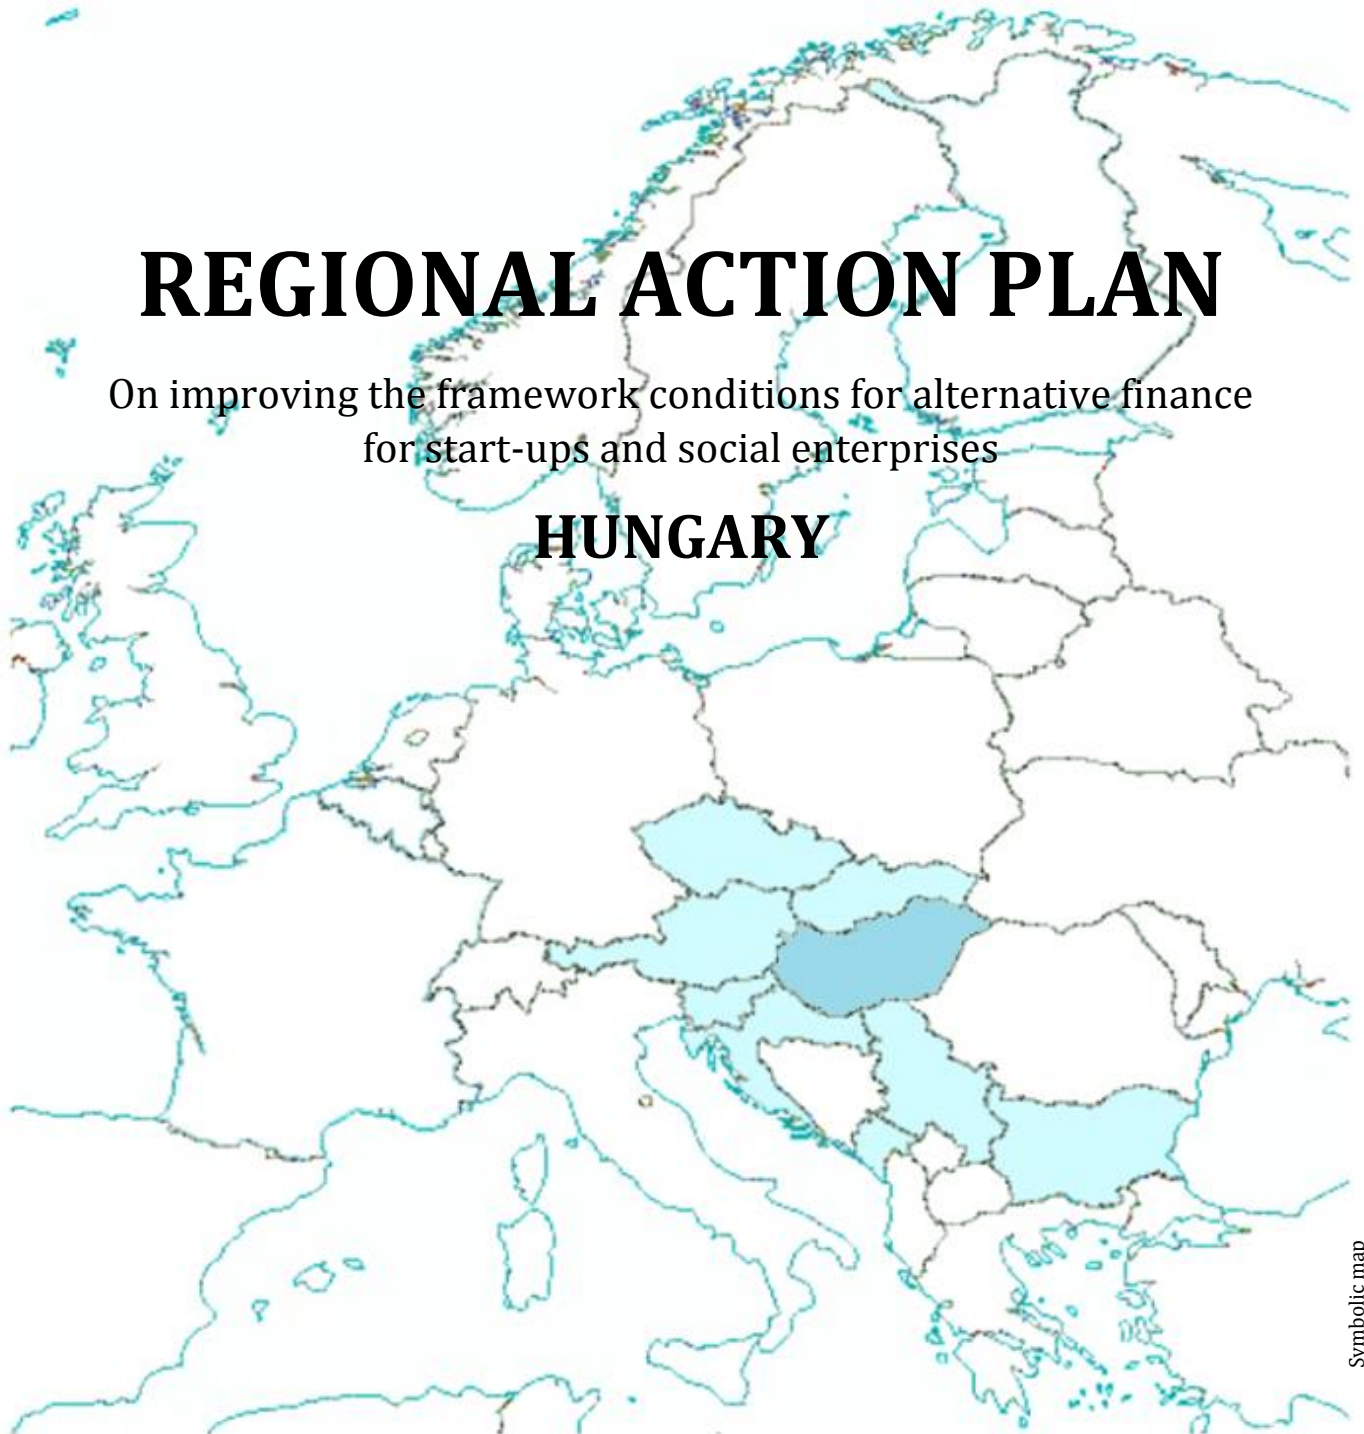 REGIONAL ACTION PLAN
On improving the framework conditions for alternative finance
for start-ups and social enterprises
HUNGARY
Symbolic map